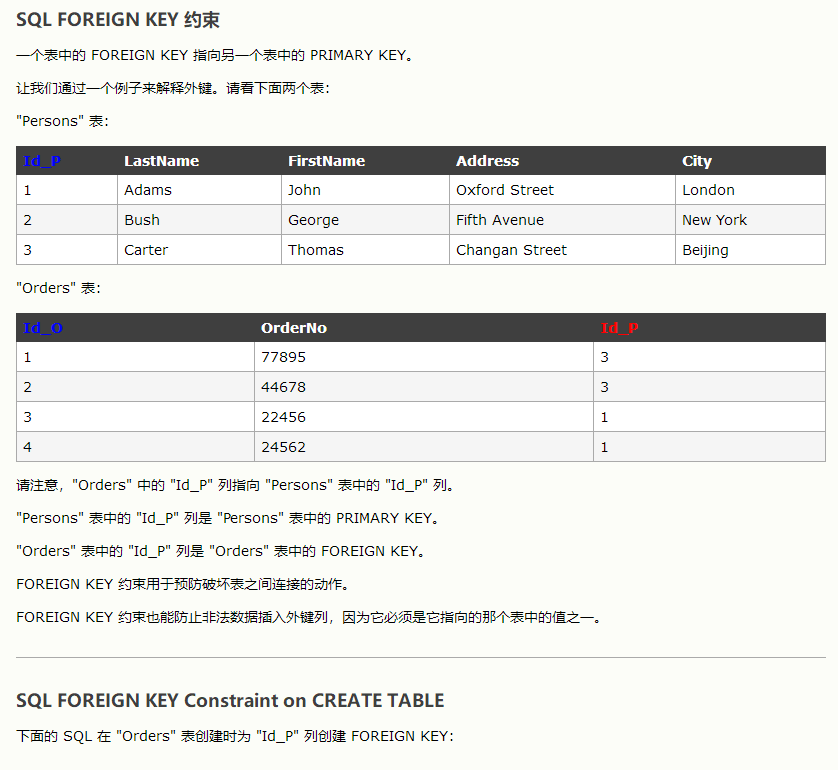 SQL FOREIGN KEY 约束
一个表中的 FOREIGN KEY 指向另一个表中的 PRIMARY KEY。
让我们通过一个例子来解释外键。请看下面两个表：
"Persons" 表：
Id_P LastName FirstName Address City
1 Adams John Oxford Street London
2 Bush George Fifth Avenue New York
3 Carter Thomas Changan Street Beijing
"Orders" 表：
Id_O OrderNo Id_P
1 77895 3
2 44678 3
3 22456 1
4 24562 1
请注意，"Orders" 中的 "Id_P" 列指向 "Persons" 表中的 "Id_P" 列。
"Persons" 表中的 "Id_P" 列是 "Persons" 表中的 PRIMARY KEY。
"Orders" 表中的 "Id_P" 列是 "Orders" 表中的 FOREIGN KEY。
FOREIGN KEY 约束用于预防破坏表之间连接的动作。
FOREIGN KEY 约束也能防止非法数据插入外键列，因为它必须是它指向的那个表中的值之一。
SQL FOREIGN KEY Constraint on CREATE TABLE
下面的 SQL 在 "Orders" 表创建时为 "Id_P" 列创建 FOREIGN KEY：